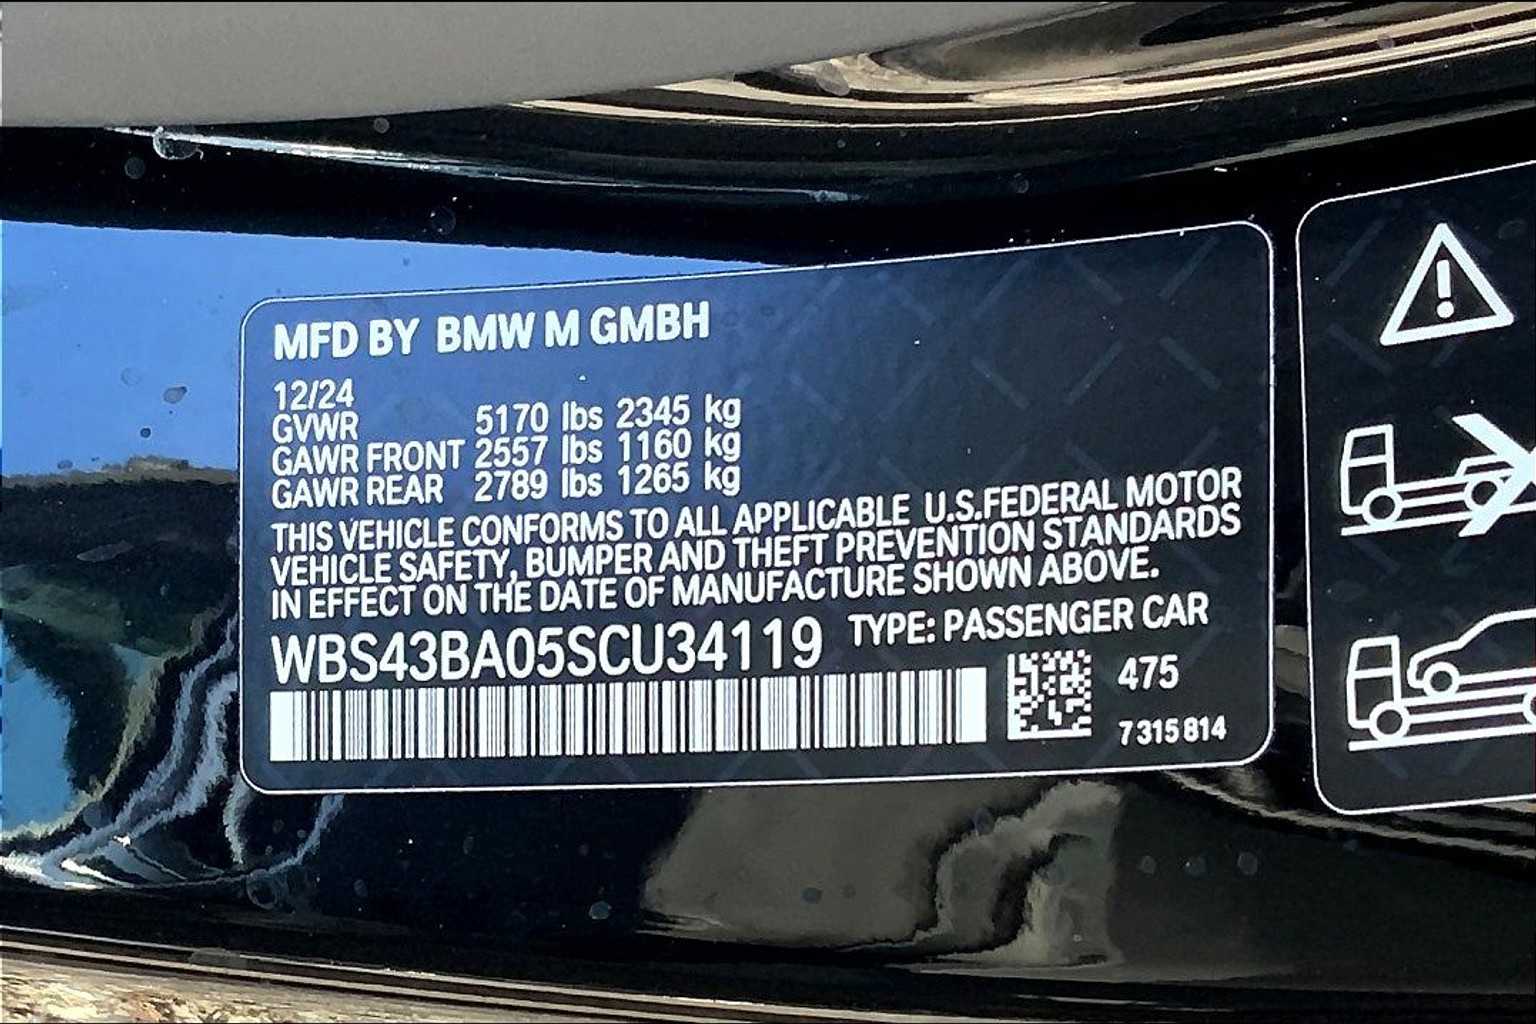 MFD BY BMW M GMBH
12/24
GVWR 5170 lbs 2345 kg
GAWR FRONT 2557 lbs 1160 kg
GAWR REAR 2789 lbs 1265 kg
THIS VEHICLE CONFORMS TO ALL APPLICABLE U.S.FEDERAL MOTOR
VEHICLE SAFETY, BUMPER AND THEFT PREVENTION STANDARDS
IN EFFECT ON THE DATE OF MANUFACTURE SHOWN ABOVE.
WBS43BA05SCU34119 TYPE: PASSENGER CAR
475
7 315 814